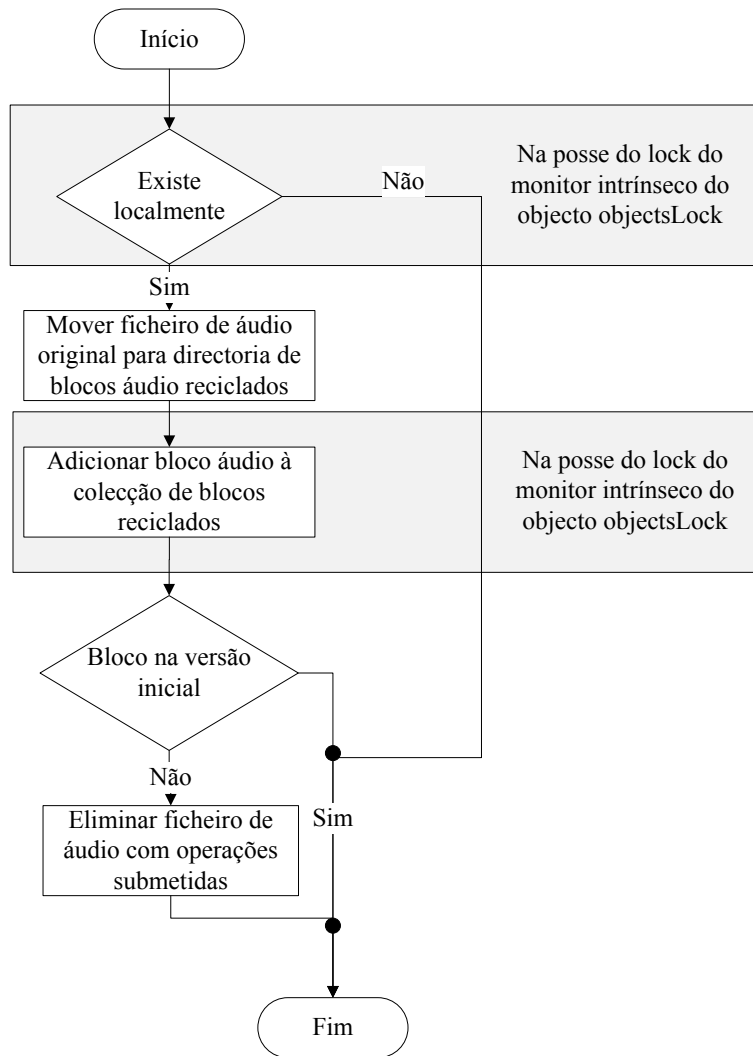 Início
Existe
localmente
Não
Na posse do lock do
monitor intrínseco do
objecto objectsLock
Sim
Mover ficheiro de áudio
original para directoria de
blocos áudio reciclados
Adicionar bloco áudio à
colecção de blocos
reciclados
Na posse do lock do
monitor intrínseco do
objecto objectsLock
Bloco na versão
inicial
Não
Sim
Eliminar ficheiro de
áudio com operações
submetidas
Fim